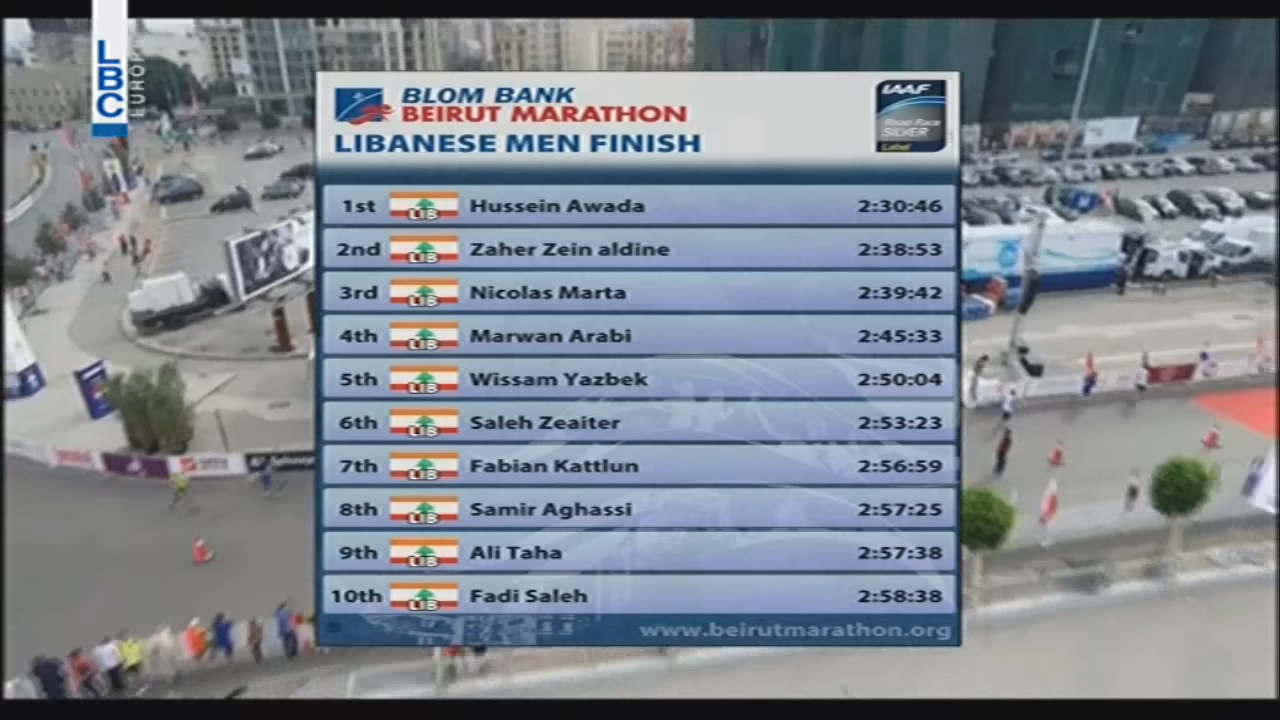 LBC
EUROPE
BLOM BANK
BEIRUT MARATHON
LIBANESE MEN FINISH
IAAF
Road Race
SILVER
Label
1st LIB Hussein Awada 2:30:46
2nd LIB Zaher Zein aldine 2:38:53
3rd LIB Nicolas Marta 2:39:42
4th LIB Marwan Arabi 2:45:33
5th LIB Wissam Yazbek 2:50:04
6th LIB Saleh Zeaiter 2:53:23
7th LIB Fabian Kattlun 2:56:59
8th LIB Samir Aghassi 2:57:25
9th LIB Ali Taha 2:57:38
10th LIB Fadi Saleh 2:58:38
www.beirutmarathon.org